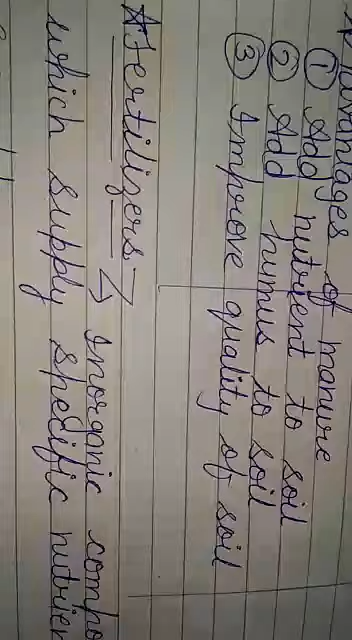 Advantages of manure
① Add nutrient to soil
② Add humus to soil
③ Improve quality of soil
☆ Fertilizers ⇒ Inorganic compo
which supply specific nutrien